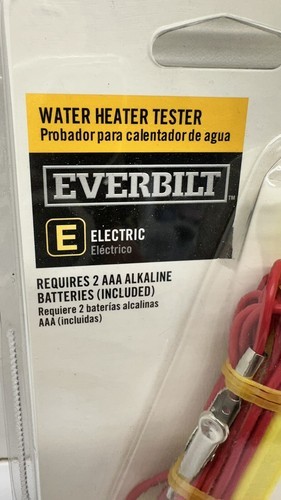 WATER HEATER TESTER
Probador para calentador de agua
EVERBILT™
E ELECTRIC
Eléctrico
REQUIRES 2 AAA ALKALINE
BATTERIES (INCLUDED)
Requiere 2 baterías alcalinas
AAA (incluidas)